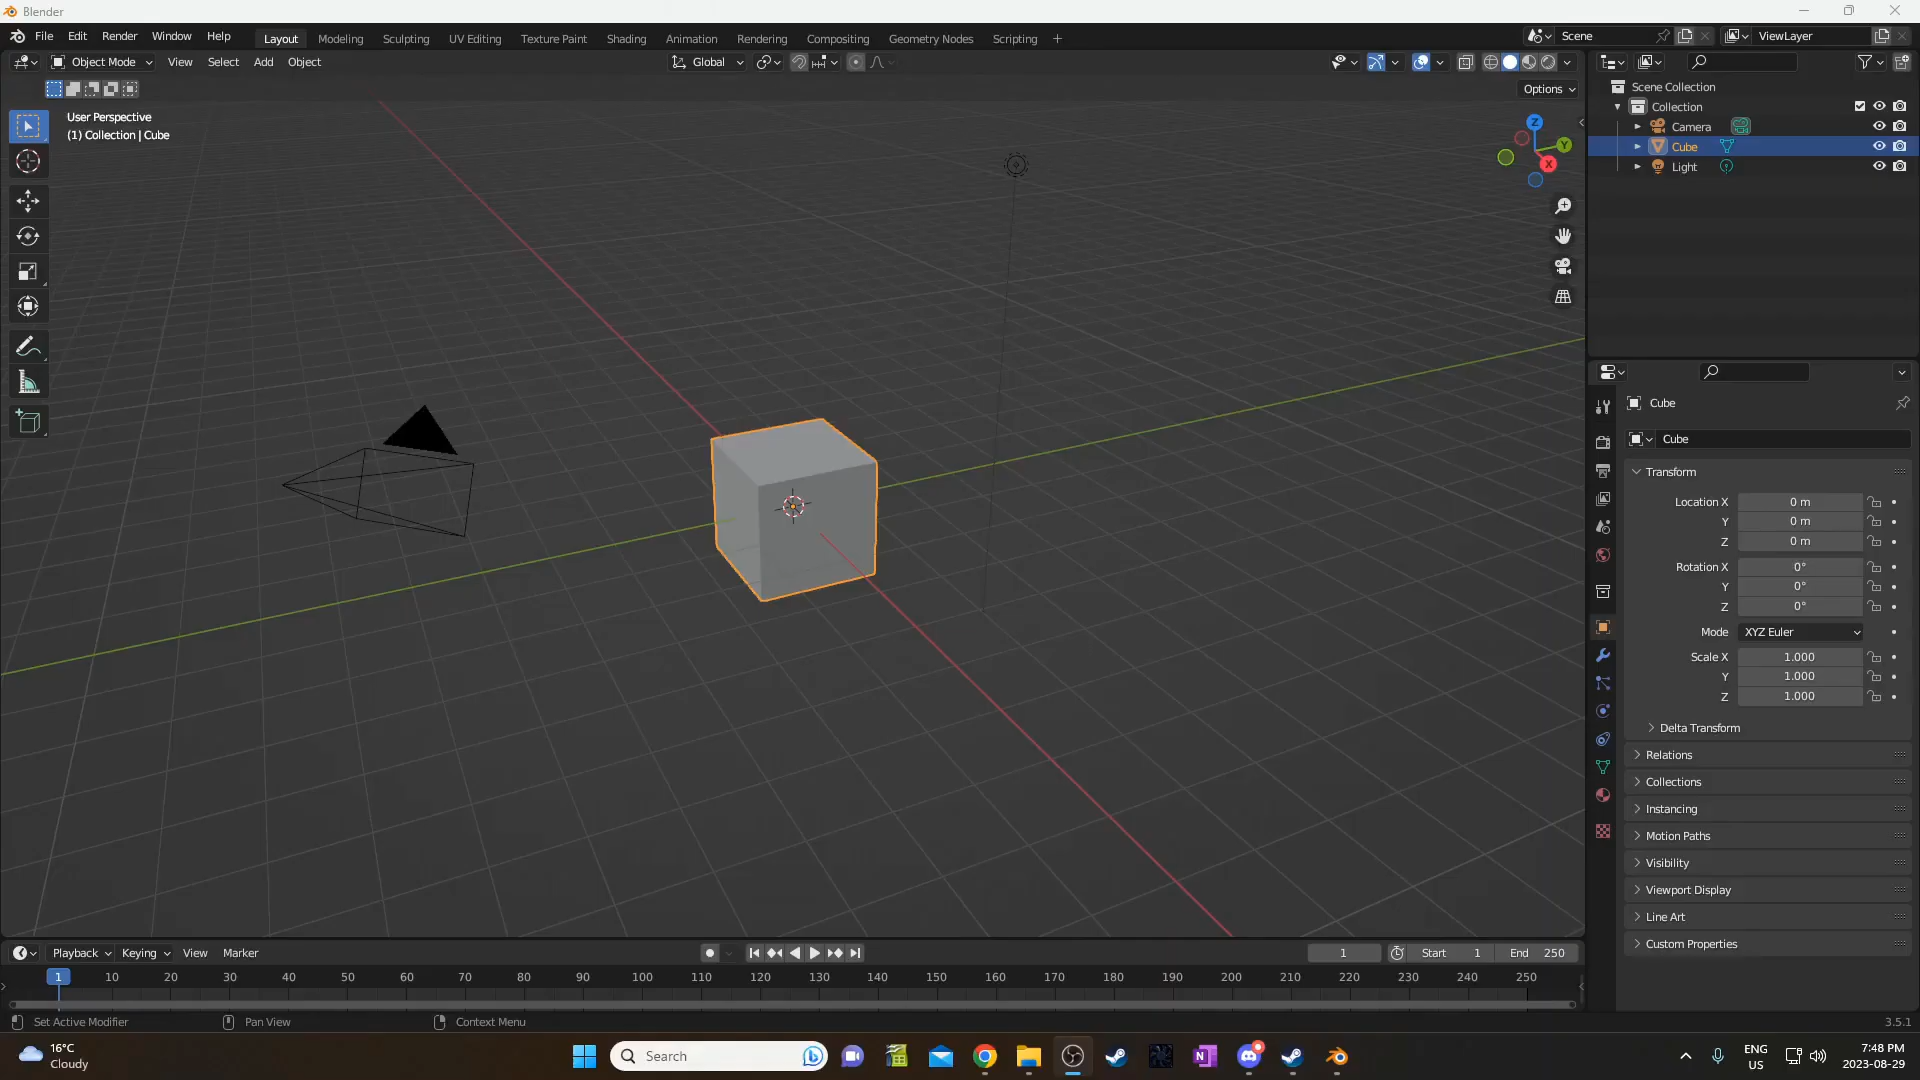 Blender
File Edit Render Window Help Layout Modeling Sculpting UV Editing Texture Paint Shading Animation Rendering Compositing Geometry Nodes Scripting + Scene ViewLayer
Object Mode View Select Add Object Global
Options
User Perspective
(1) Collection | Cube
Z
Y
X
Scene Collection
Collection
Camera
Cube
Light
Cube
Cube
Transform
Location X 0 m
Y 0 m
Z 0 m
Rotation X 0°
Y 0°
Z 0°
Mode XYZ Euler
Scale X 1.000
Y 1.000
Z 1.000
Delta Transform
Relations
Collections
Instancing
Motion Paths
Visibility
Viewport Display
Line Art
Custom Properties
Playback Keying View Marker 1 Start 1 End 250
1 10 20 30 40 50 60 70 80 90 100 110 120 130 140 150 160 170 180 190 200 210 220 230 240 250
Set Active Modifier Pan View Context Menu 3.5.1
16°C
Cloudy
Search
N
ENG
US
7:48 PM
2023-08-29